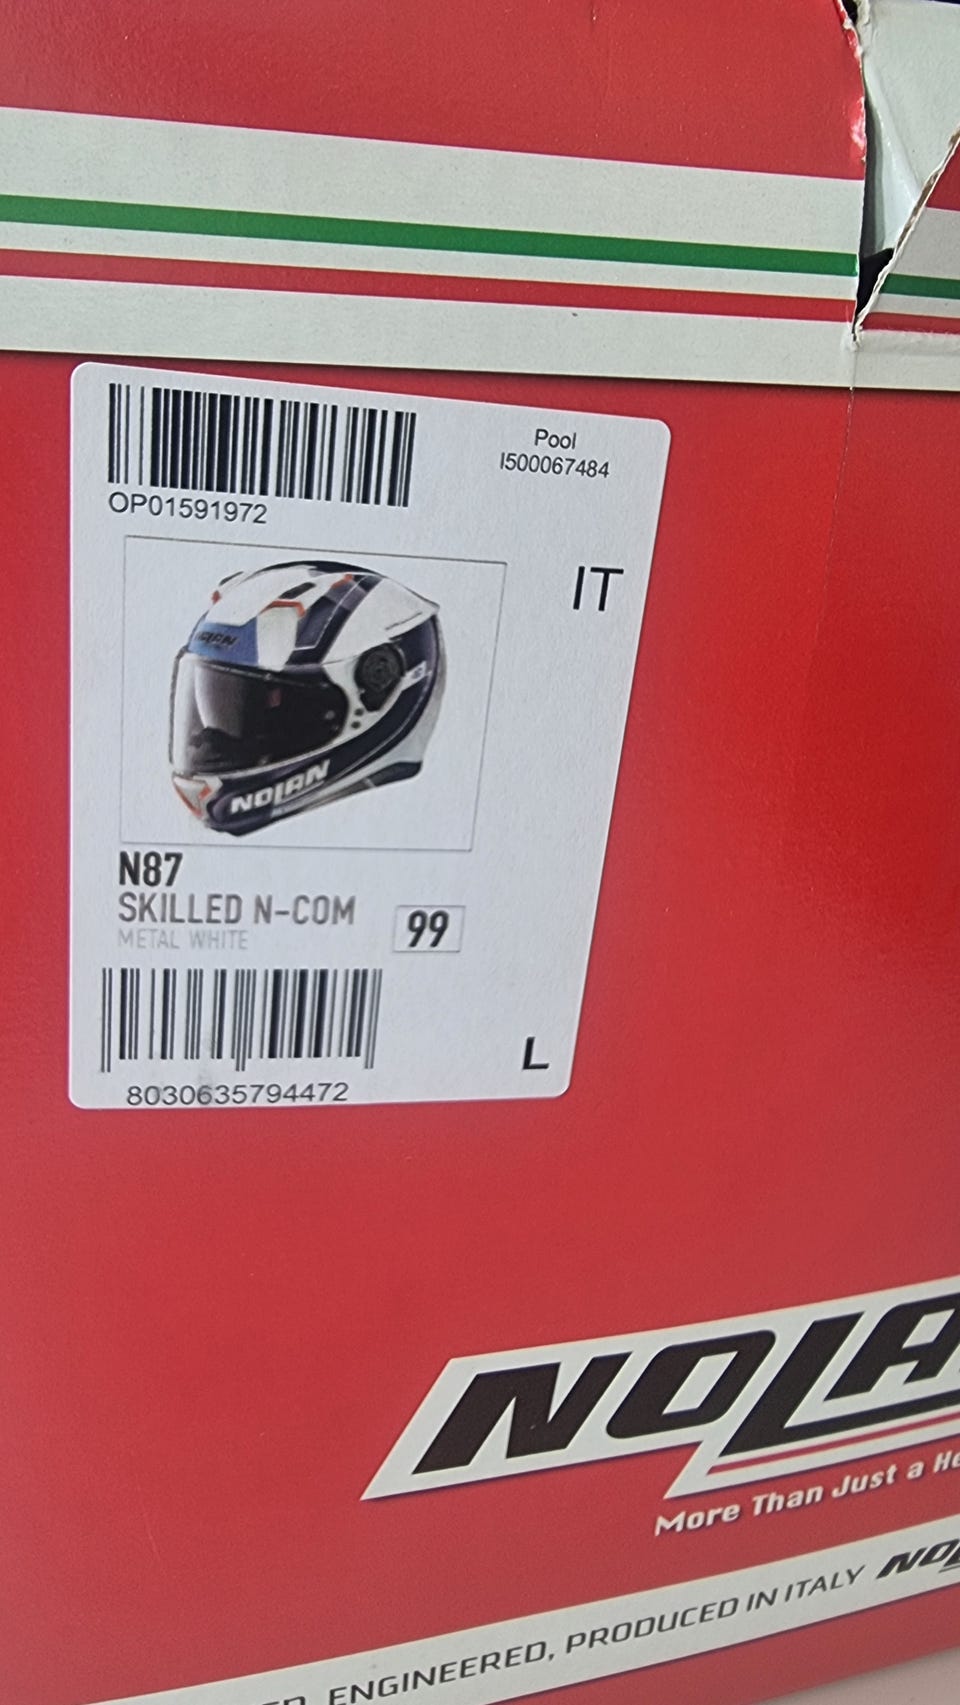 OP01591972
Pool
I500067484
IT
NOLAN
NOLAN
N87
SKILLED N-COM
METAL WHITE
99
8030635794472
L
More Than Just a
ENGINEERED, PRODUCED IN ITALY